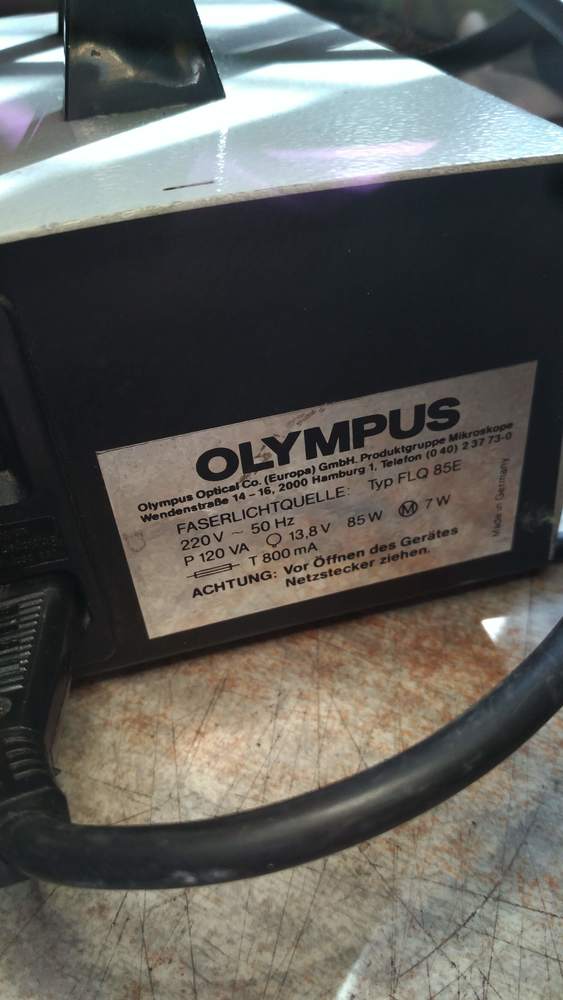 OLYMPUS
Olympus Optical Co. (Europa) GmbH. Produktgruppe Mikroskope
Wendenstraße 14 - 16, 2000 Hamburg 1, Telefon (0 40) 2 37 73-0
FASERLICHTQUELLE: Typ FLQ 85E
220 V ~ 50 Hz
P 120 VA 13,8 V 85 W M 7 W
T 800 mA
ACHTUNG: Vor Öffnen des Gerätes
Netzstecker ziehen.
Made in Germany